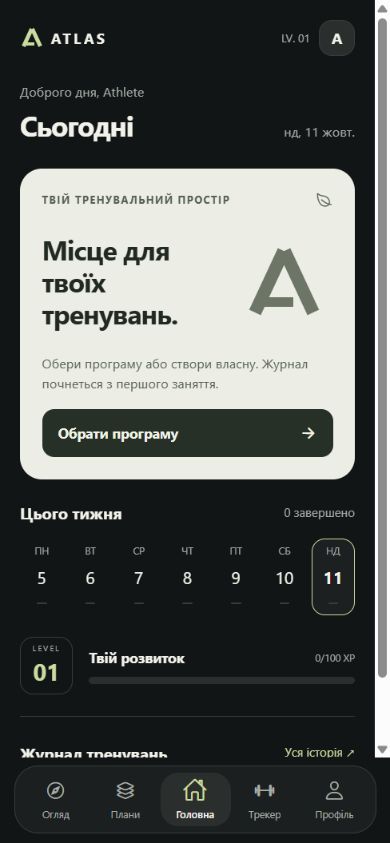 ATLAS
LV. 01
A
Доброго дня, Athlete
Сьогодні
нд, 11 жовт.
ТВІЙ ТРЕНУВАЛЬНИЙ ПРОСТІР
Місце для
твоїх
тренувань.
Обери програму або створи власну. Журнал
почнеться з першого заняття.
Обрати програму →
Цього тижня
0 завершено
ПН ВТ СР ЧТ ПТ СБ НД
5 6 7 8 9 10 11
— — — — — — —
LEVEL
01
Твій розвиток
0/100 XP
Журнал тренувань
Уся історія ↗
Огляд Плани Головна Трекер Профіль